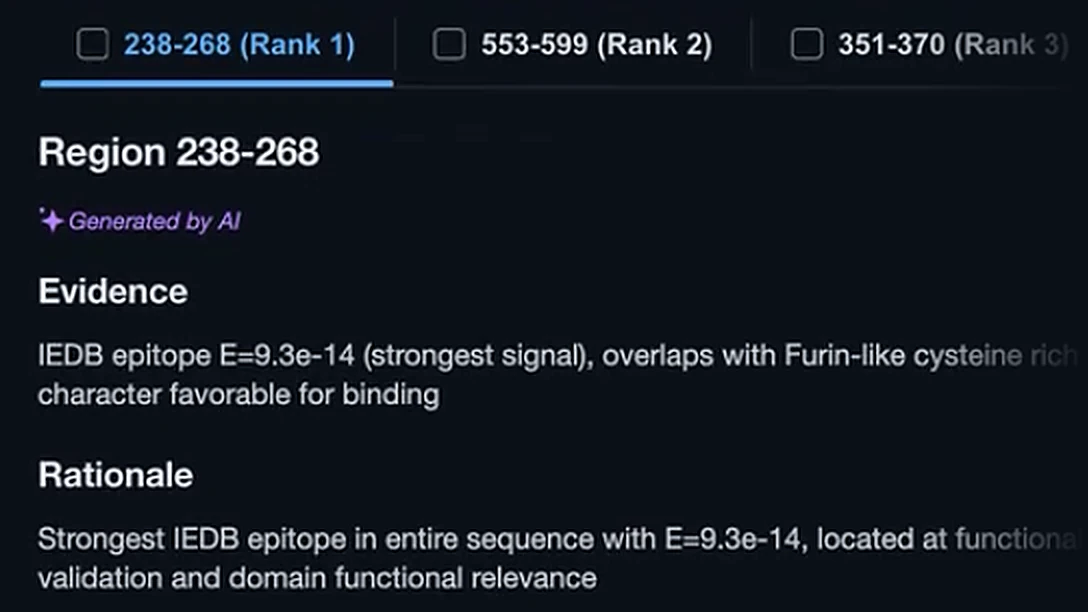 238-268 (Rank 1)
553-599 (Rank 2)
351-370 (Rank 3)
Region 238-268
Generated by AI
Evidence
IEDB epitope E=9.3e-14 (strongest signal), overlaps with Furin-like cysteine rich
character favorable for binding
Rationale
Strongest IEDB epitope in entire sequence with E=9.3e-14, located at functiona
validation and domain functional relevance